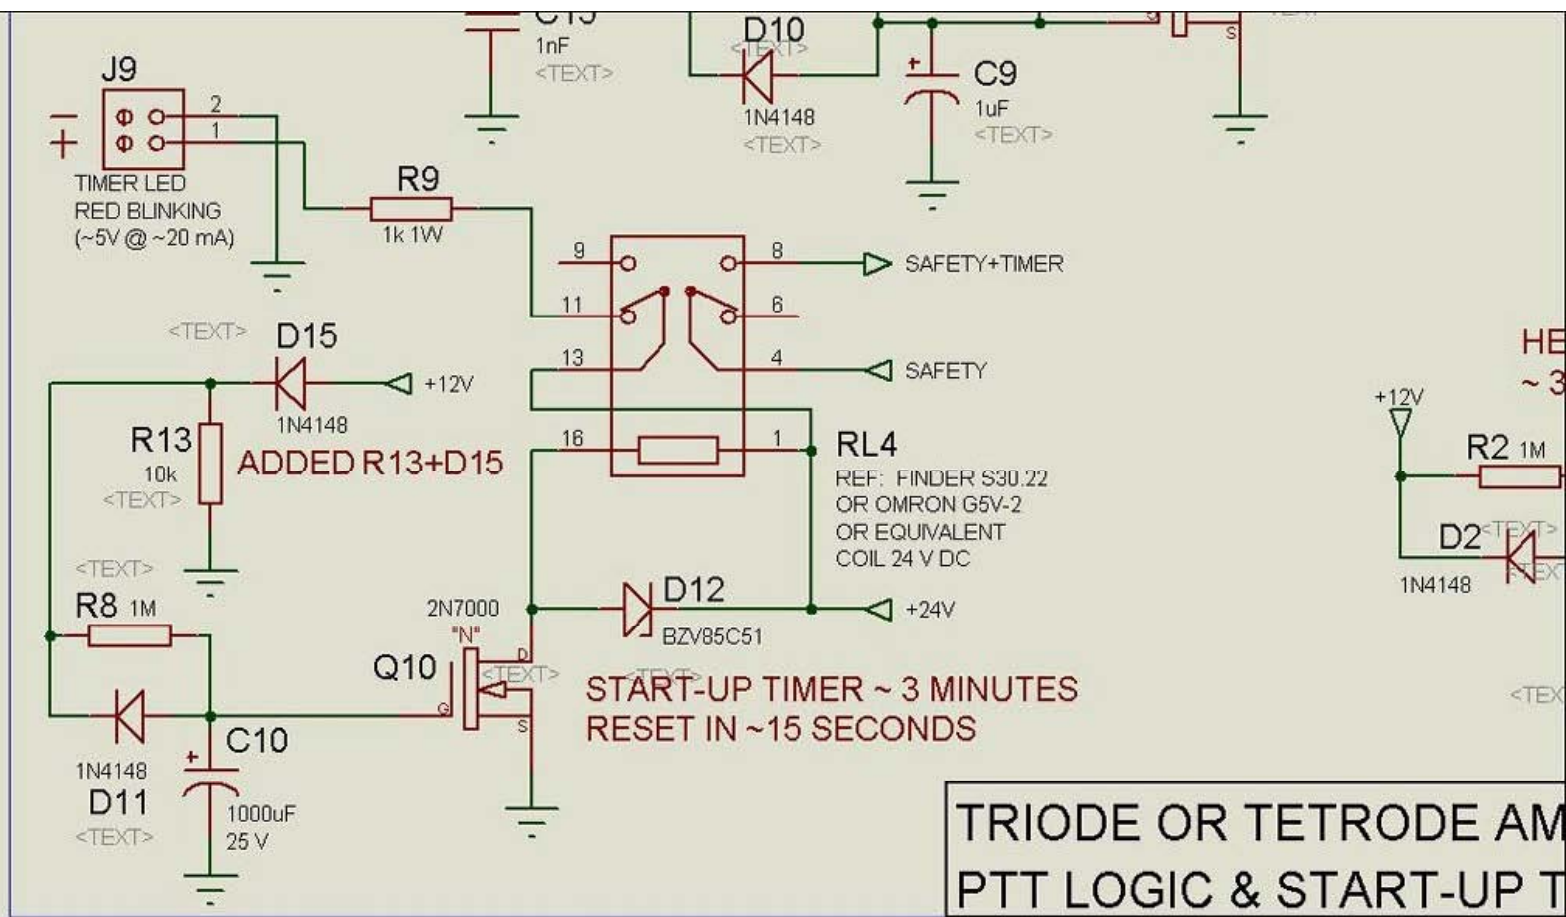 1nF
<TEXT>
D10
<TEXT>
1N4148
<TEXT>
+
C9
1uF
<TEXT>
S
J9
2
1
−
+
TIMER LED
RED BLINKING
(~5V @ ~20 mA)
R9
1k 1W
9
8
SAFETY+TIMER
11
6
13
4
SAFETY
16
1
RL4
REF: FINDER S30.22
OR OMRON G5V-2
OR EQUIVALENT
COIL 24 V DC
<TEXT>
D15
+12V
1N4148
R13
10k
<TEXT>
ADDED R13+D15
<TEXT>
R8 1M
1N4148
D11
<TEXT>
C10
+
1000uF
25 V
2N7000
"N"
Q10
D
G
S
<TEXT>
D12
BZV85C51
<TEXT>
+24V
START-UP TIMER ~ 3 MINUTES
RESET IN ~15 SECONDS
HE
~ 3
+12V
R2 1M
D2
<TEXT>
1N4148
<TEX
<TEX
TRIODE OR TETRODE AM
PTT LOGIC & START-UP T